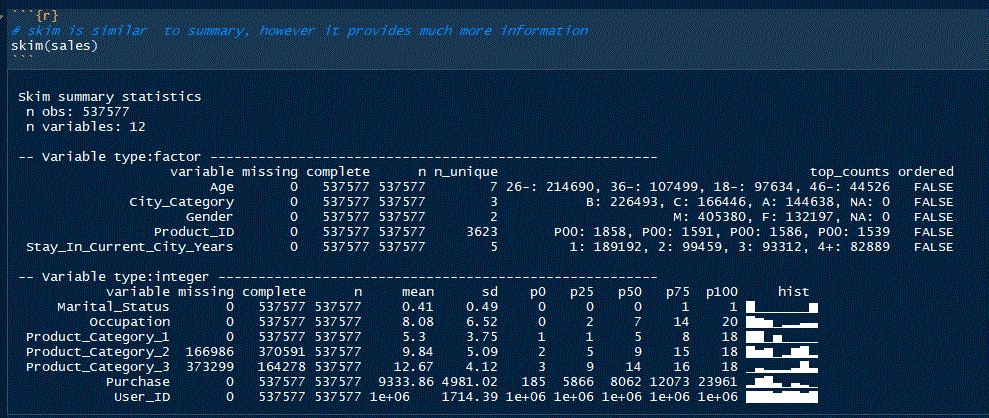 ```{r}
# skim is similar  to summary, however it provides much more information
skim(sales)
```
Skim summary statistics
n obs: 537577
n variables: 12
-- Variable type:factor --------------------------------------------------------
variable missing complete n n_unique top_counts ordered
Age 0 537577 537577 7 26-: 214690, 36-: 107499, 18-: 97634, 46-: 44526 FALSE
City_Category 0 537577 537577 3 B: 226493, C: 166446, A: 144638, NA: 0 FALSE
Gender 0 537577 537577 2 M: 405380, F: 132197, NA: 0 FALSE
Product_ID 0 537577 537577 3623 P00: 1858, P00: 1591, P00: 1586, P00: 1539 FALSE
Stay_In_Current_City_Years 0 537577 537577 5 1: 189192, 2: 99459, 3: 93312, 4+: 82889 FALSE
-- Variable type:integer -------------------------------------------------------
variable missing complete n mean sd p0 p25 p50 p75 p100 hist
Marital_Status 0 537577 537577 0.41 0.49 0 0 0 1 1
Occupation 0 537577 537577 8.08 6.52 0 2 7 14 20
Product_Category_1 0 537577 537577 5.3 3.75 1 1 5 8 18
Product_Category_2 166986 370591 537577 9.84 5.09 2 5 9 15 18
Product_Category_3 373299 164278 537577 12.67 4.12 3 9 14 16 18
Purchase 0 537577 537577 9333.86 4981.02 185 5866 8062 12073 23961
User_ID 0 537577 537577 1e+06 1714.39 1e+06 1e+06 1e+06 1e+06 1e+06